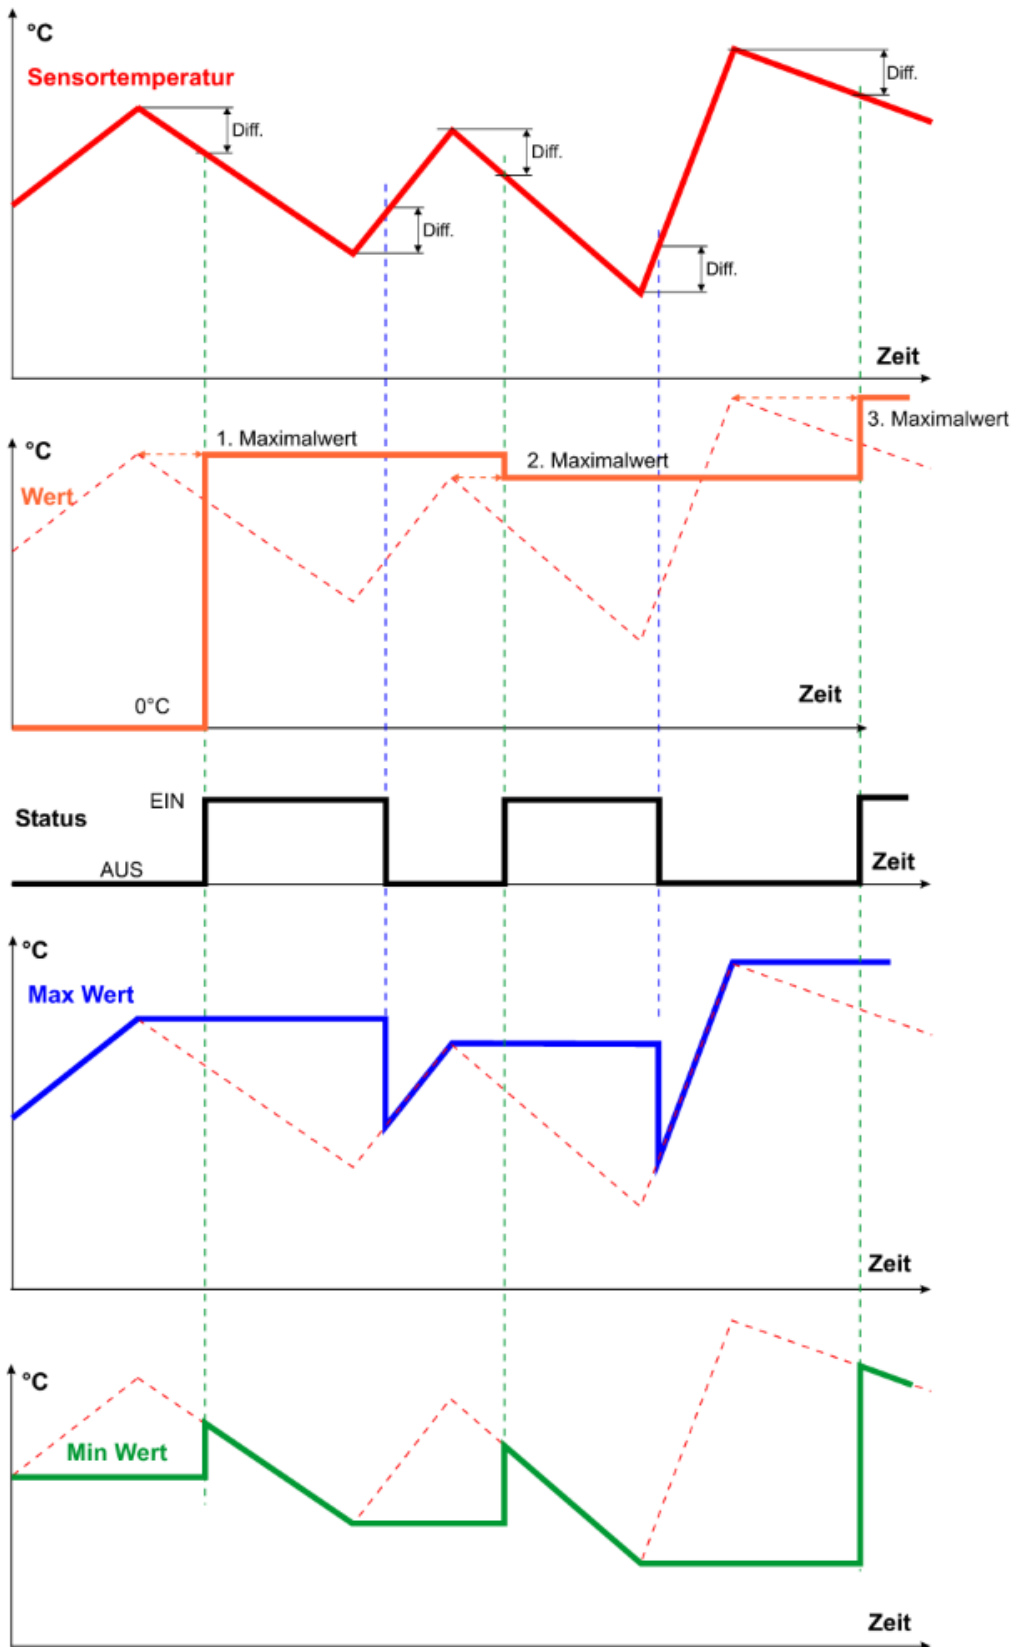 °C
Sensortemperatur
Diff.
Diff.
Diff.
Diff.
Diff.
Zeit
°C
Wert
1. Maximalwert
2. Maximalwert
3. Maximalwert
0°C
Zeit
EIN
Status
AUS
Zeit
°C
Max Wert
Zeit
°C
Min Wert
Zeit